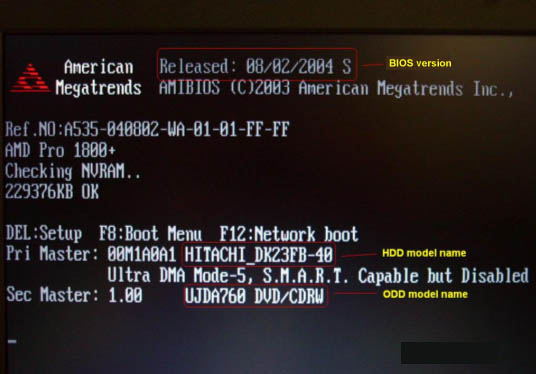 American Released: 08/02/2004 S BIOS version
Megatrends AMIBIOS (C)2003 American Megatrends Inc.,
Ref.NO:A535-040802-WA-01-01-FF-FF
AMD Pro 1800+
Checking NVRAM..
229376KB OK
DEL:Setup F8:Boot Menu F12:Network boot
Pri Master: 00M1A0A1 HITACHI_DK23FB-40 HDD model name
Ultra DMA Mode-5, S.M.A.R.T. Capable but Disabled
Sec Master: 1.00 UJDA760 DVD/CDRW ODD model name
_